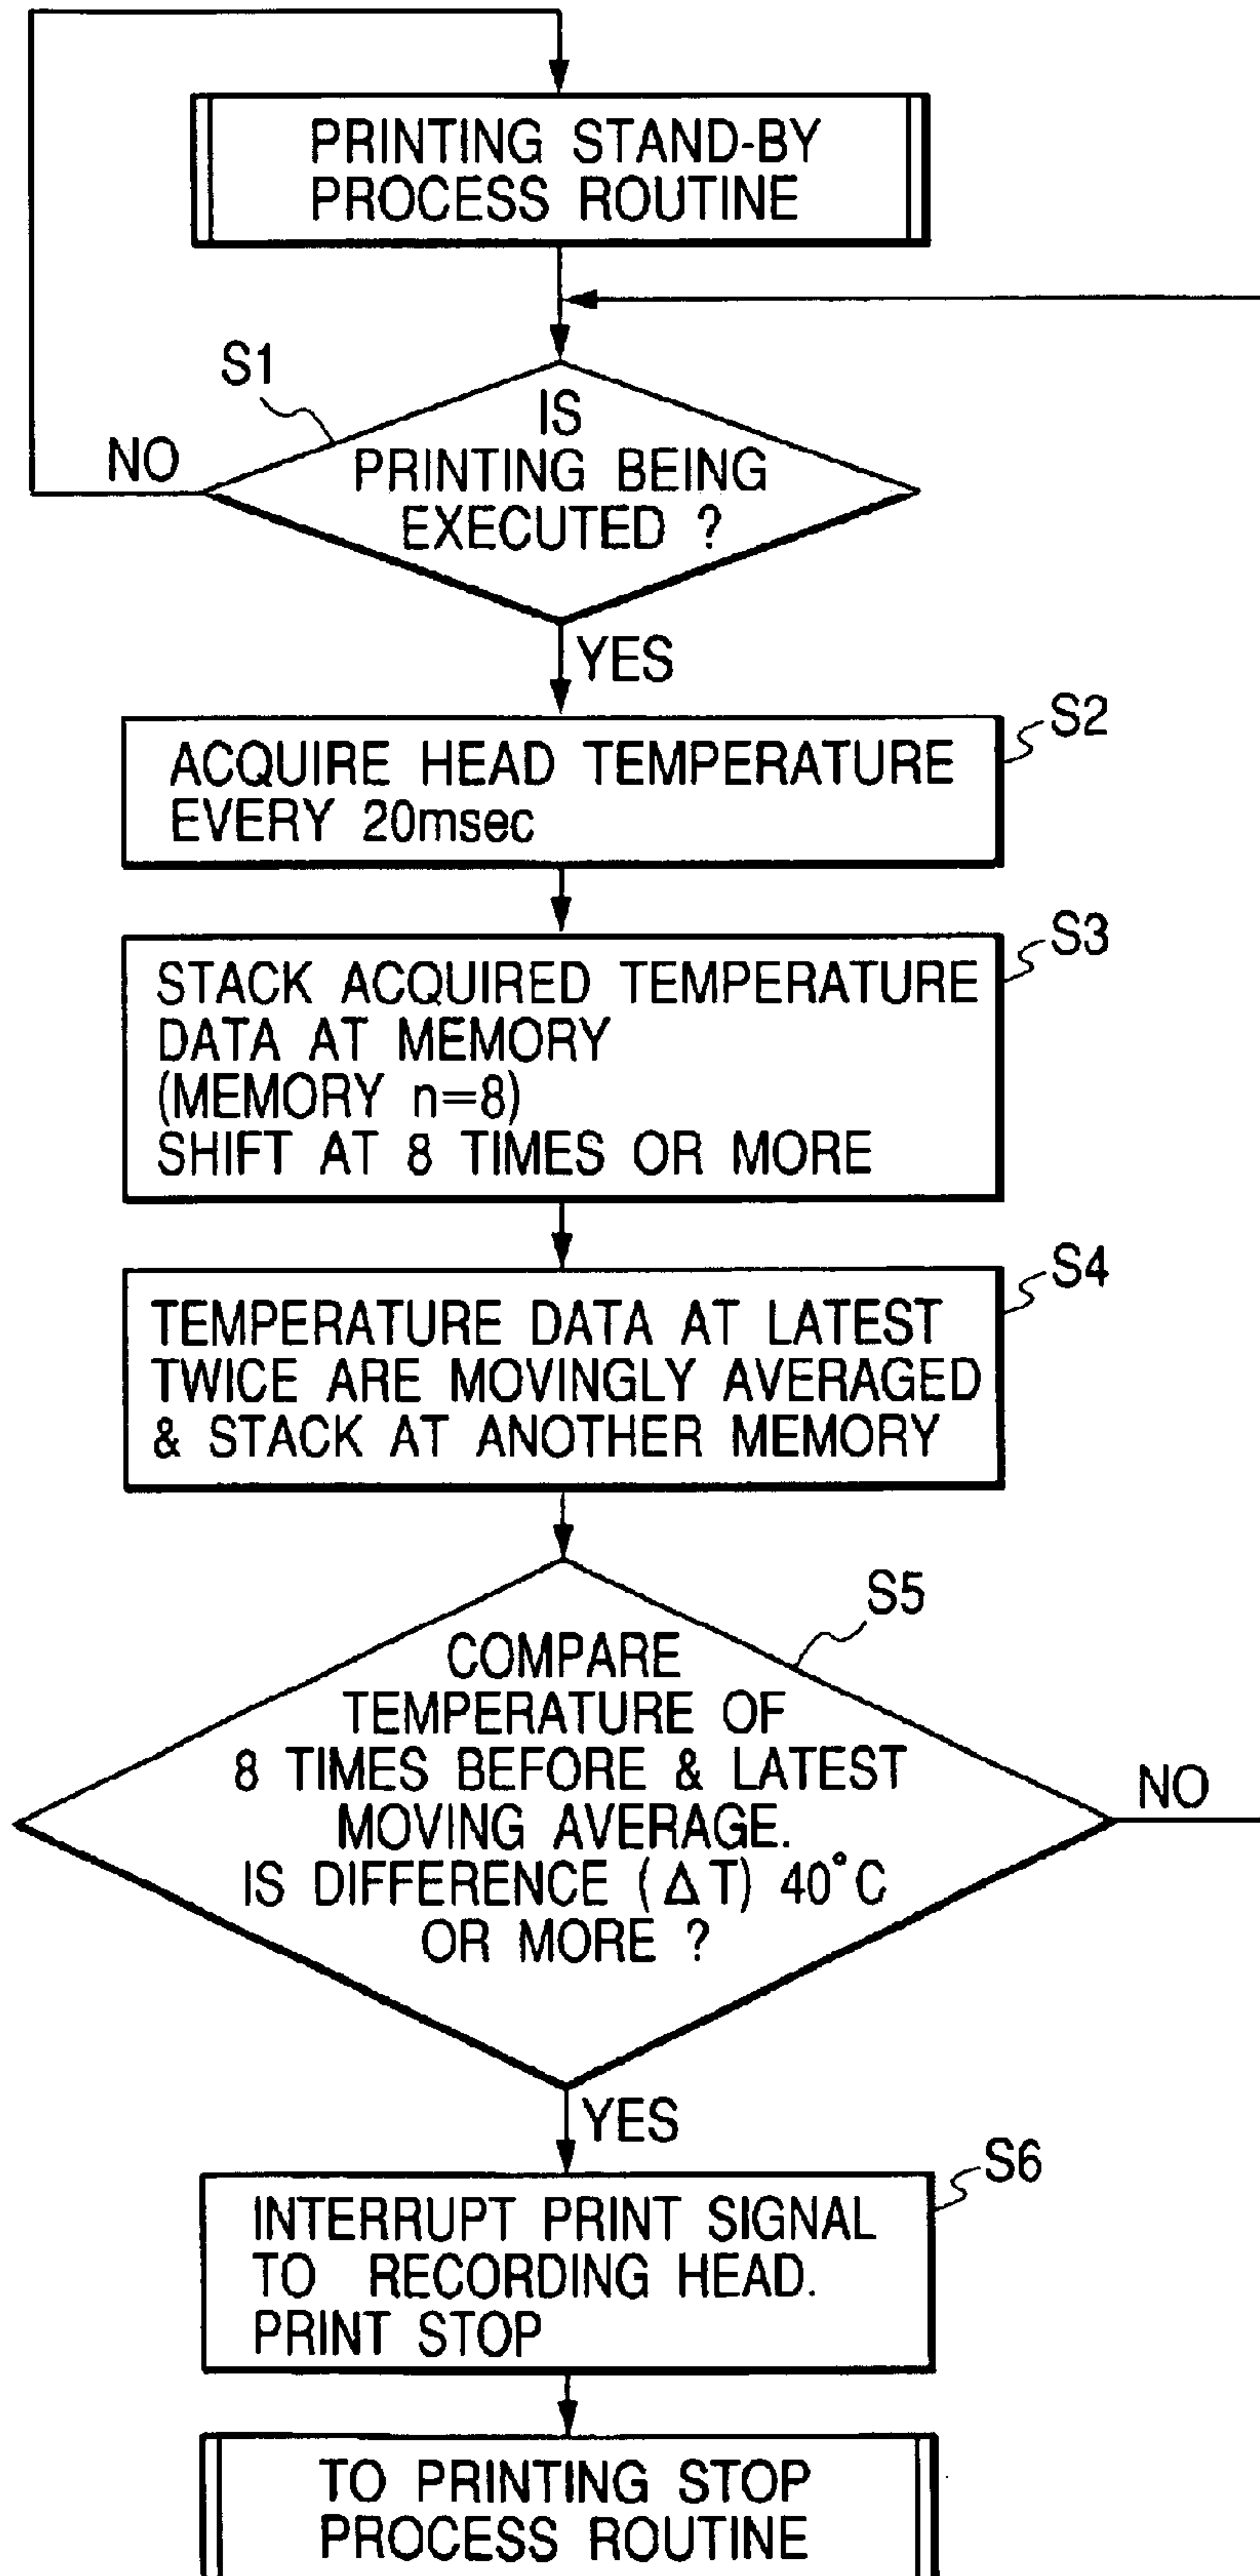 PRINTING STAND-BY
PROCESS ROUTINE
S1
IS
PRINTING BEING
EXECUTED ?
NO
YES
S2
ACQUIRE HEAD TEMPERATURE
EVERY 20msec
S3
STACK ACQUIRED TEMPERATURE
DATA AT MEMORY
(MEMORY n=8)
SHIFT AT 8 TIMES OR MORE
S4
TEMPERATURE DATA AT LATEST
TWICE ARE MOVINGLY AVERAGED
& STACK AT ANOTHER MEMORY
S5
COMPARE
TEMPERATURE OF
8 TIMES BEFORE & LATEST
MOVING AVERAGE.
IS DIFFERENCE (ΔT) 40°C
OR MORE ?
NO
YES
S6
INTERRUPT PRINT SIGNAL
TO RECORDING HEAD.
PRINT STOP
TO PRINTING STOP
PROCESS ROUTINE